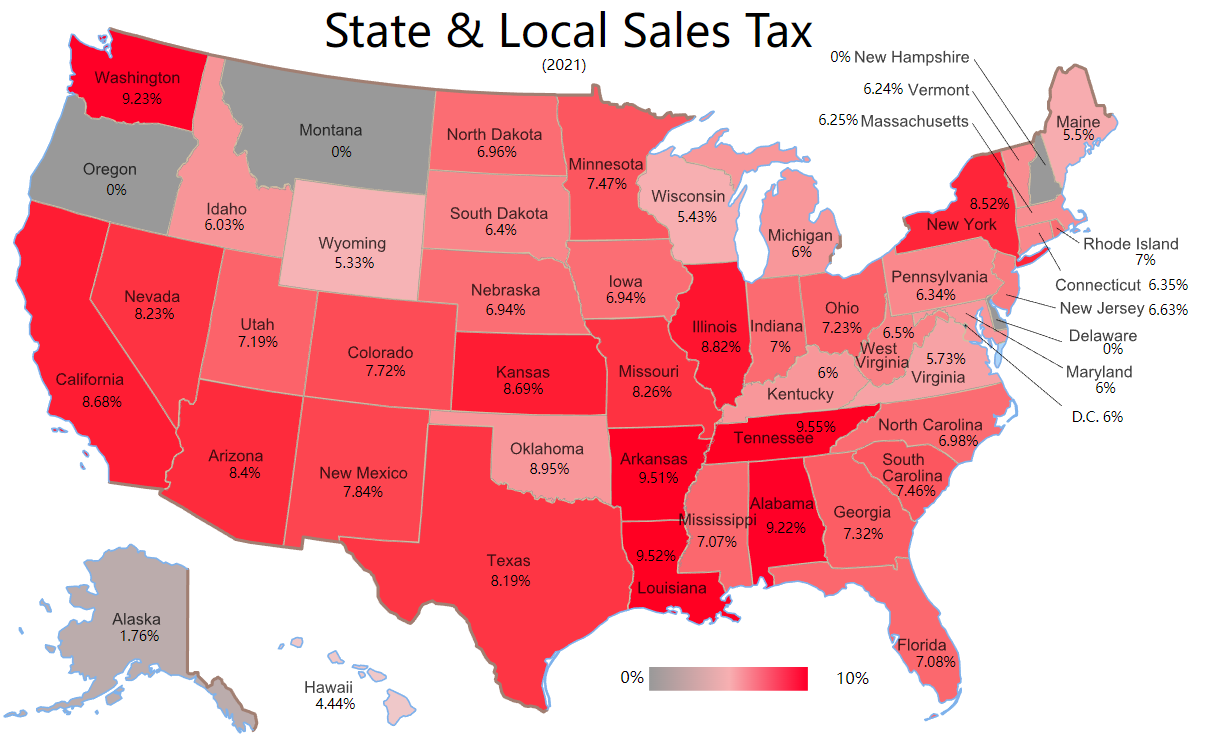 State & Local Sales Tax
(2021)
0% New Hampshire
6.24% Vermont
6.25% Massachusetts
Maine
5.5%
Washington
9.23%
Montana
0%
North Dakota
6.96%
Minnesota
7.47%
Oregon
0%
Idaho
6.03%
Wyoming
5.33%
South Dakota
6.4%
Wisconsin
5.43%
Michigan
6%
8.52%
New York
Rhode Island
7%
Connecticut 6.35%
New Jersey 6.63%
Delaware
0%
Maryland
6%
D.C. 6%
Nevada
8.23%
Utah
7.19%
Colorado
7.72%
Nebraska
6.94%
Iowa
6.94%
Illinois
8.82%
Indiana
7%
Ohio
7.23%
Pennsylvania
6.34%
6.5%
West
Virginia
5.73%
Virginia
California
8.68%
Kansas
8.69%
Missouri
8.26%
6%
Kentucky
9.55%
Tennessee
North Carolina
6.98%
South
Carolina
7.46%
Arizona
8.4%
New Mexico
7.84%
Oklahoma
8.95%
Arkansas
9.51%
Mississippi
7.07%
Alabama
9.22%
Georgia
7.32%
Texas
8.19%
9.52%
Louisiana
Florida
7.08%
Alaska
1.76%
Hawaii
4.44%
0%
10%